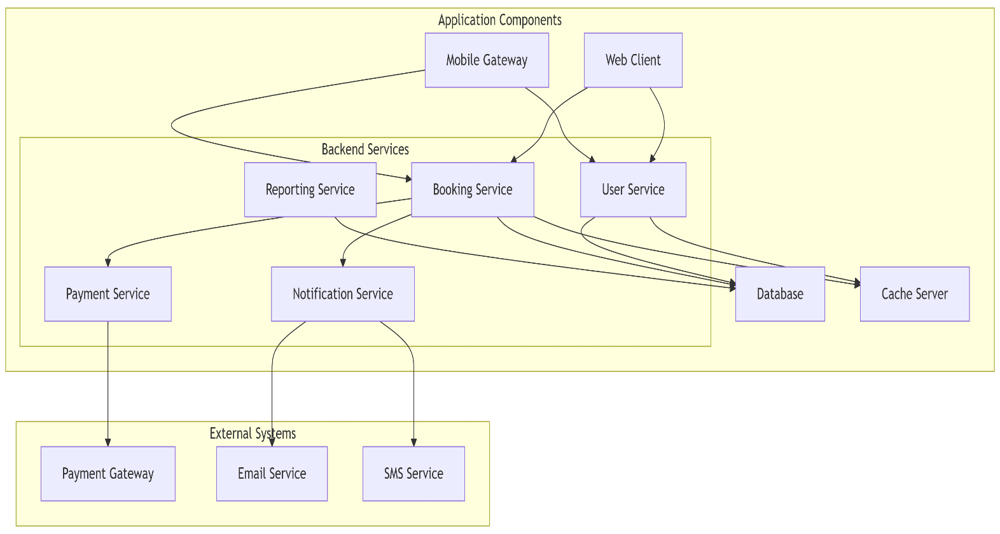 Application Components
Mobile Gateway
Web Client
Backend Services
Reporting Service
Booking Service
User Service
Payment Service
Notification Service
Database
Cache Server
External Systems
Payment Gateway
Email Service
SMS Service